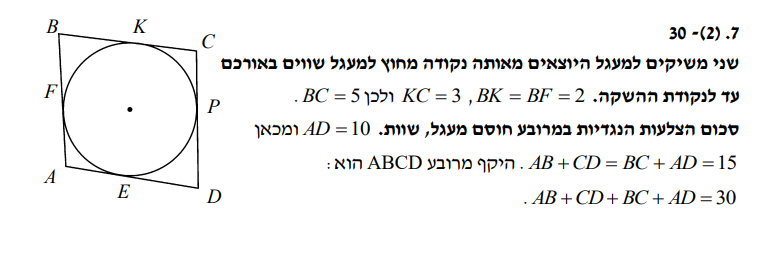 7. (2)- 30
שני משיקים למעגל היוצאים מאותה נקודה מחוץ למעגל שווים באורכם
עד לנקודת ההשקה. BK = BF = 2, KC = 3 ולכן BC = 5.
סכום הצלעות הנגדיות במרובע חוסם מעגל, שוות. AD = 10 ומכאן
AB + CD = BC + AD = 15. היקף מרובע ABCD הוא:
AB + CD + BC + AD = 30.
B
K
C
F
P
A
E
D